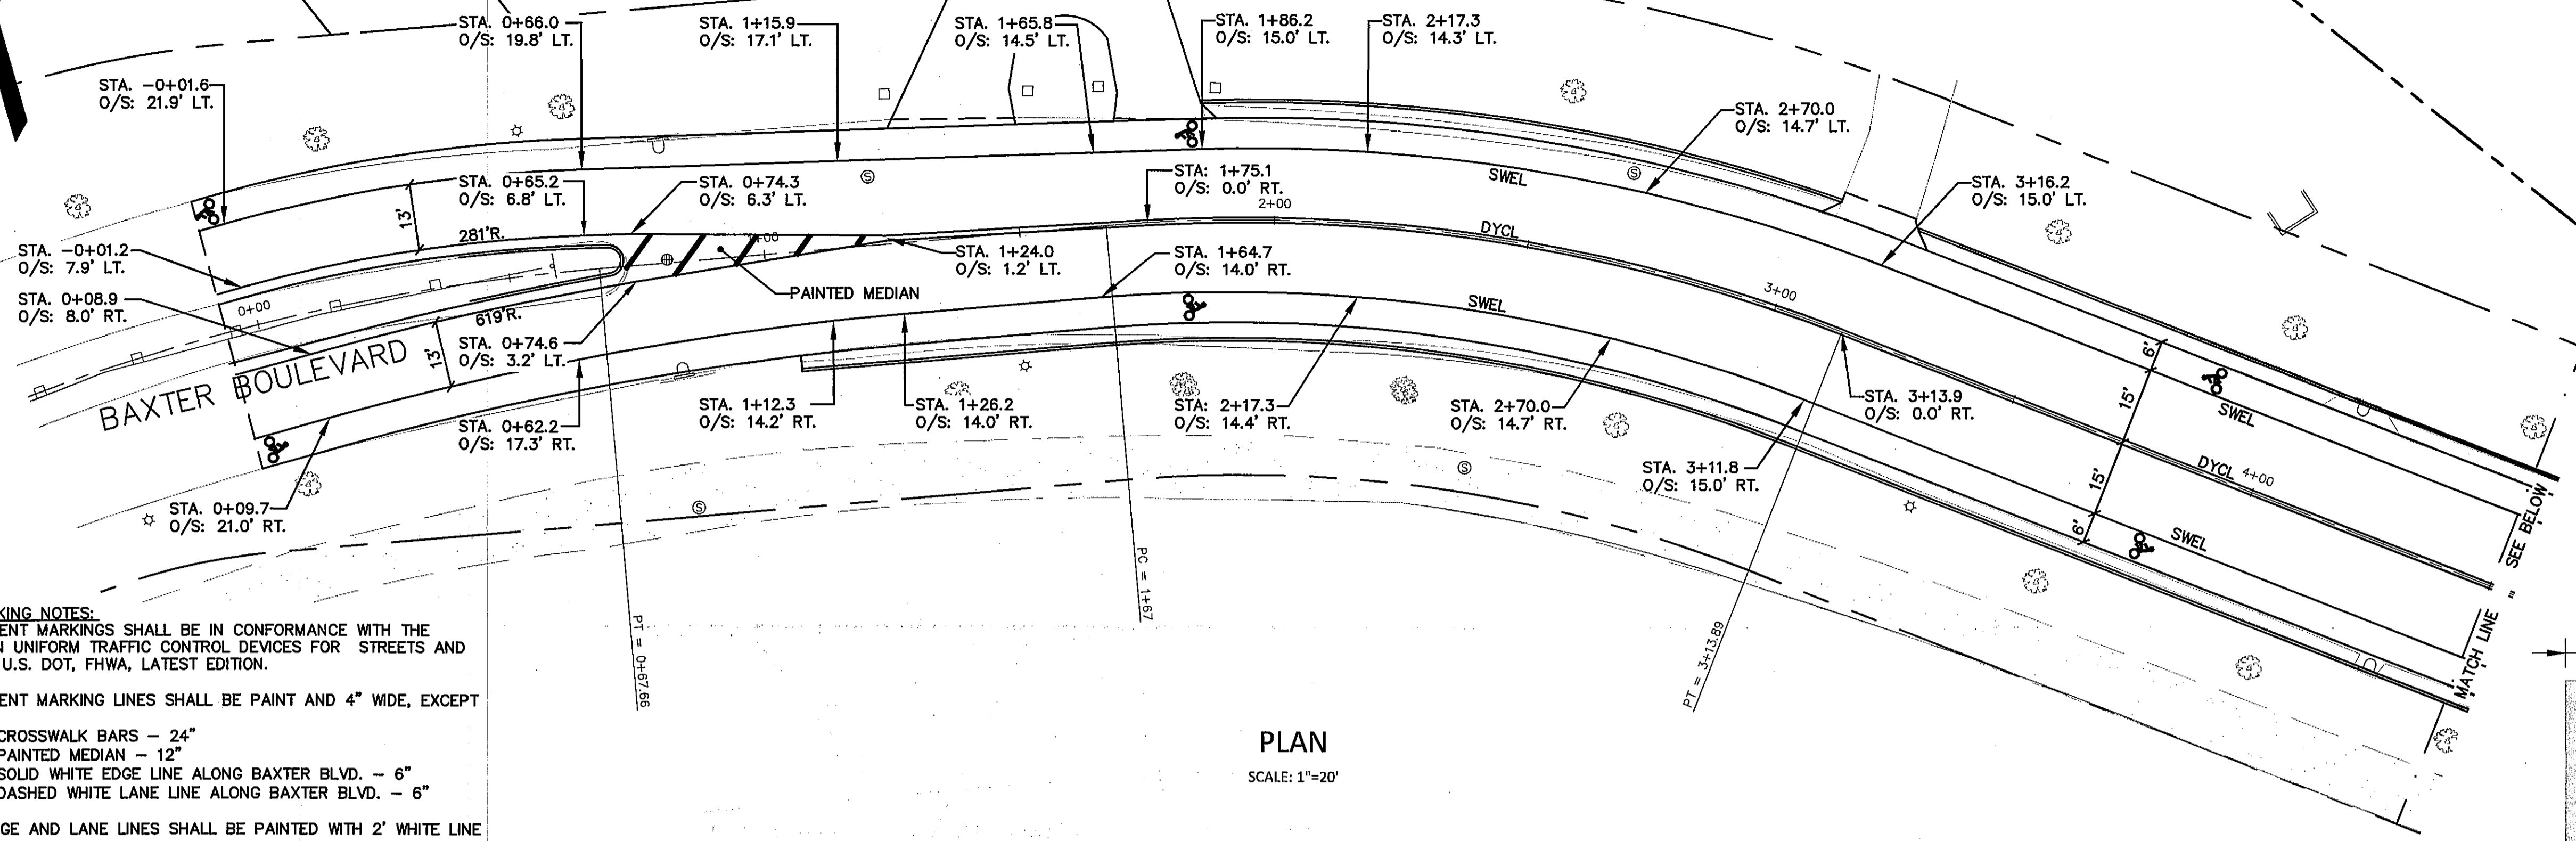 STA. 0+66.0
O/S: 19.8' LT.
STA. 1+15.9
O/S: 17.1' LT.
STA. 1+65.8
O/S: 14.5' LT.
STA. 1+86.2
O/S: 15.0' LT.
STA. 2+17.3
O/S: 14.3' LT.
STA. -0+01.6
O/S: 21.9' LT.
STA. 2+70.0
O/S: 14.7' LT.
STA. 0+65.2
O/S: 6.8' LT.
STA. 0+74.3
O/S: 6.3' LT.
STA: 1+75.1
O/S: 0.0' RT.
2+00
SWEL
STA. 3+16.2
O/S: 15.0' LT.
13'
281'R.
DYCL
STA. -0+01.2
O/S: 7.9' LT.
STA. 1+24.0
O/S: 1.2' LT.
STA. 1+64.7
O/S: 14.0' RT.
PAINTED MEDIAN
STA. 0+08.9
O/S: 8.0' RT.
0+00
3+00
SWEL
619'R.
BAXTER BOULEVARD
13'
STA. 0+74.6
O/S: 3.2' LT.
STA. 0+62.2
O/S: 17.3' RT.
STA. 1+12.3
O/S: 14.2' RT.
STA. 1+26.2
O/S: 14.0' RT.
STA: 2+17.3
O/S: 14.4' RT.
STA. 2+70.0
O/S: 14.7' RT.
STA. 3+13.9
O/S: 0.0' RT.
6'
15'
15'
6'
SWEL
DYCL
4+00
SWEL
STA. 3+11.8
O/S: 15.0' RT.
STA. 0+09.7
O/S: 21.0' RT.
PT = 0+67.66
PC = 1+67
PT = 3+13.89
MATCH LINE - SEE BELOW
KING NOTES:
ENT MARKINGS SHALL BE IN CONFORMANCE WITH THE
N UNIFORM TRAFFIC CONTROL DEVICES FOR STREETS AND
U.S. DOT, FHWA, LATEST EDITION.
ENT MARKING LINES SHALL BE PAINT AND 4" WIDE, EXCEPT
CROSSWALK BARS – 24"
PAINTED MEDIAN – 12"
SOLID WHITE EDGE LINE ALONG BAXTER BLVD. – 6"
DASHED WHITE LANE LINE ALONG BAXTER BLVD. – 6"
GE AND LANE LINES SHALL BE PAINTED WITH 2' WHITE LINE
PLAN
SCALE: 1"=20'